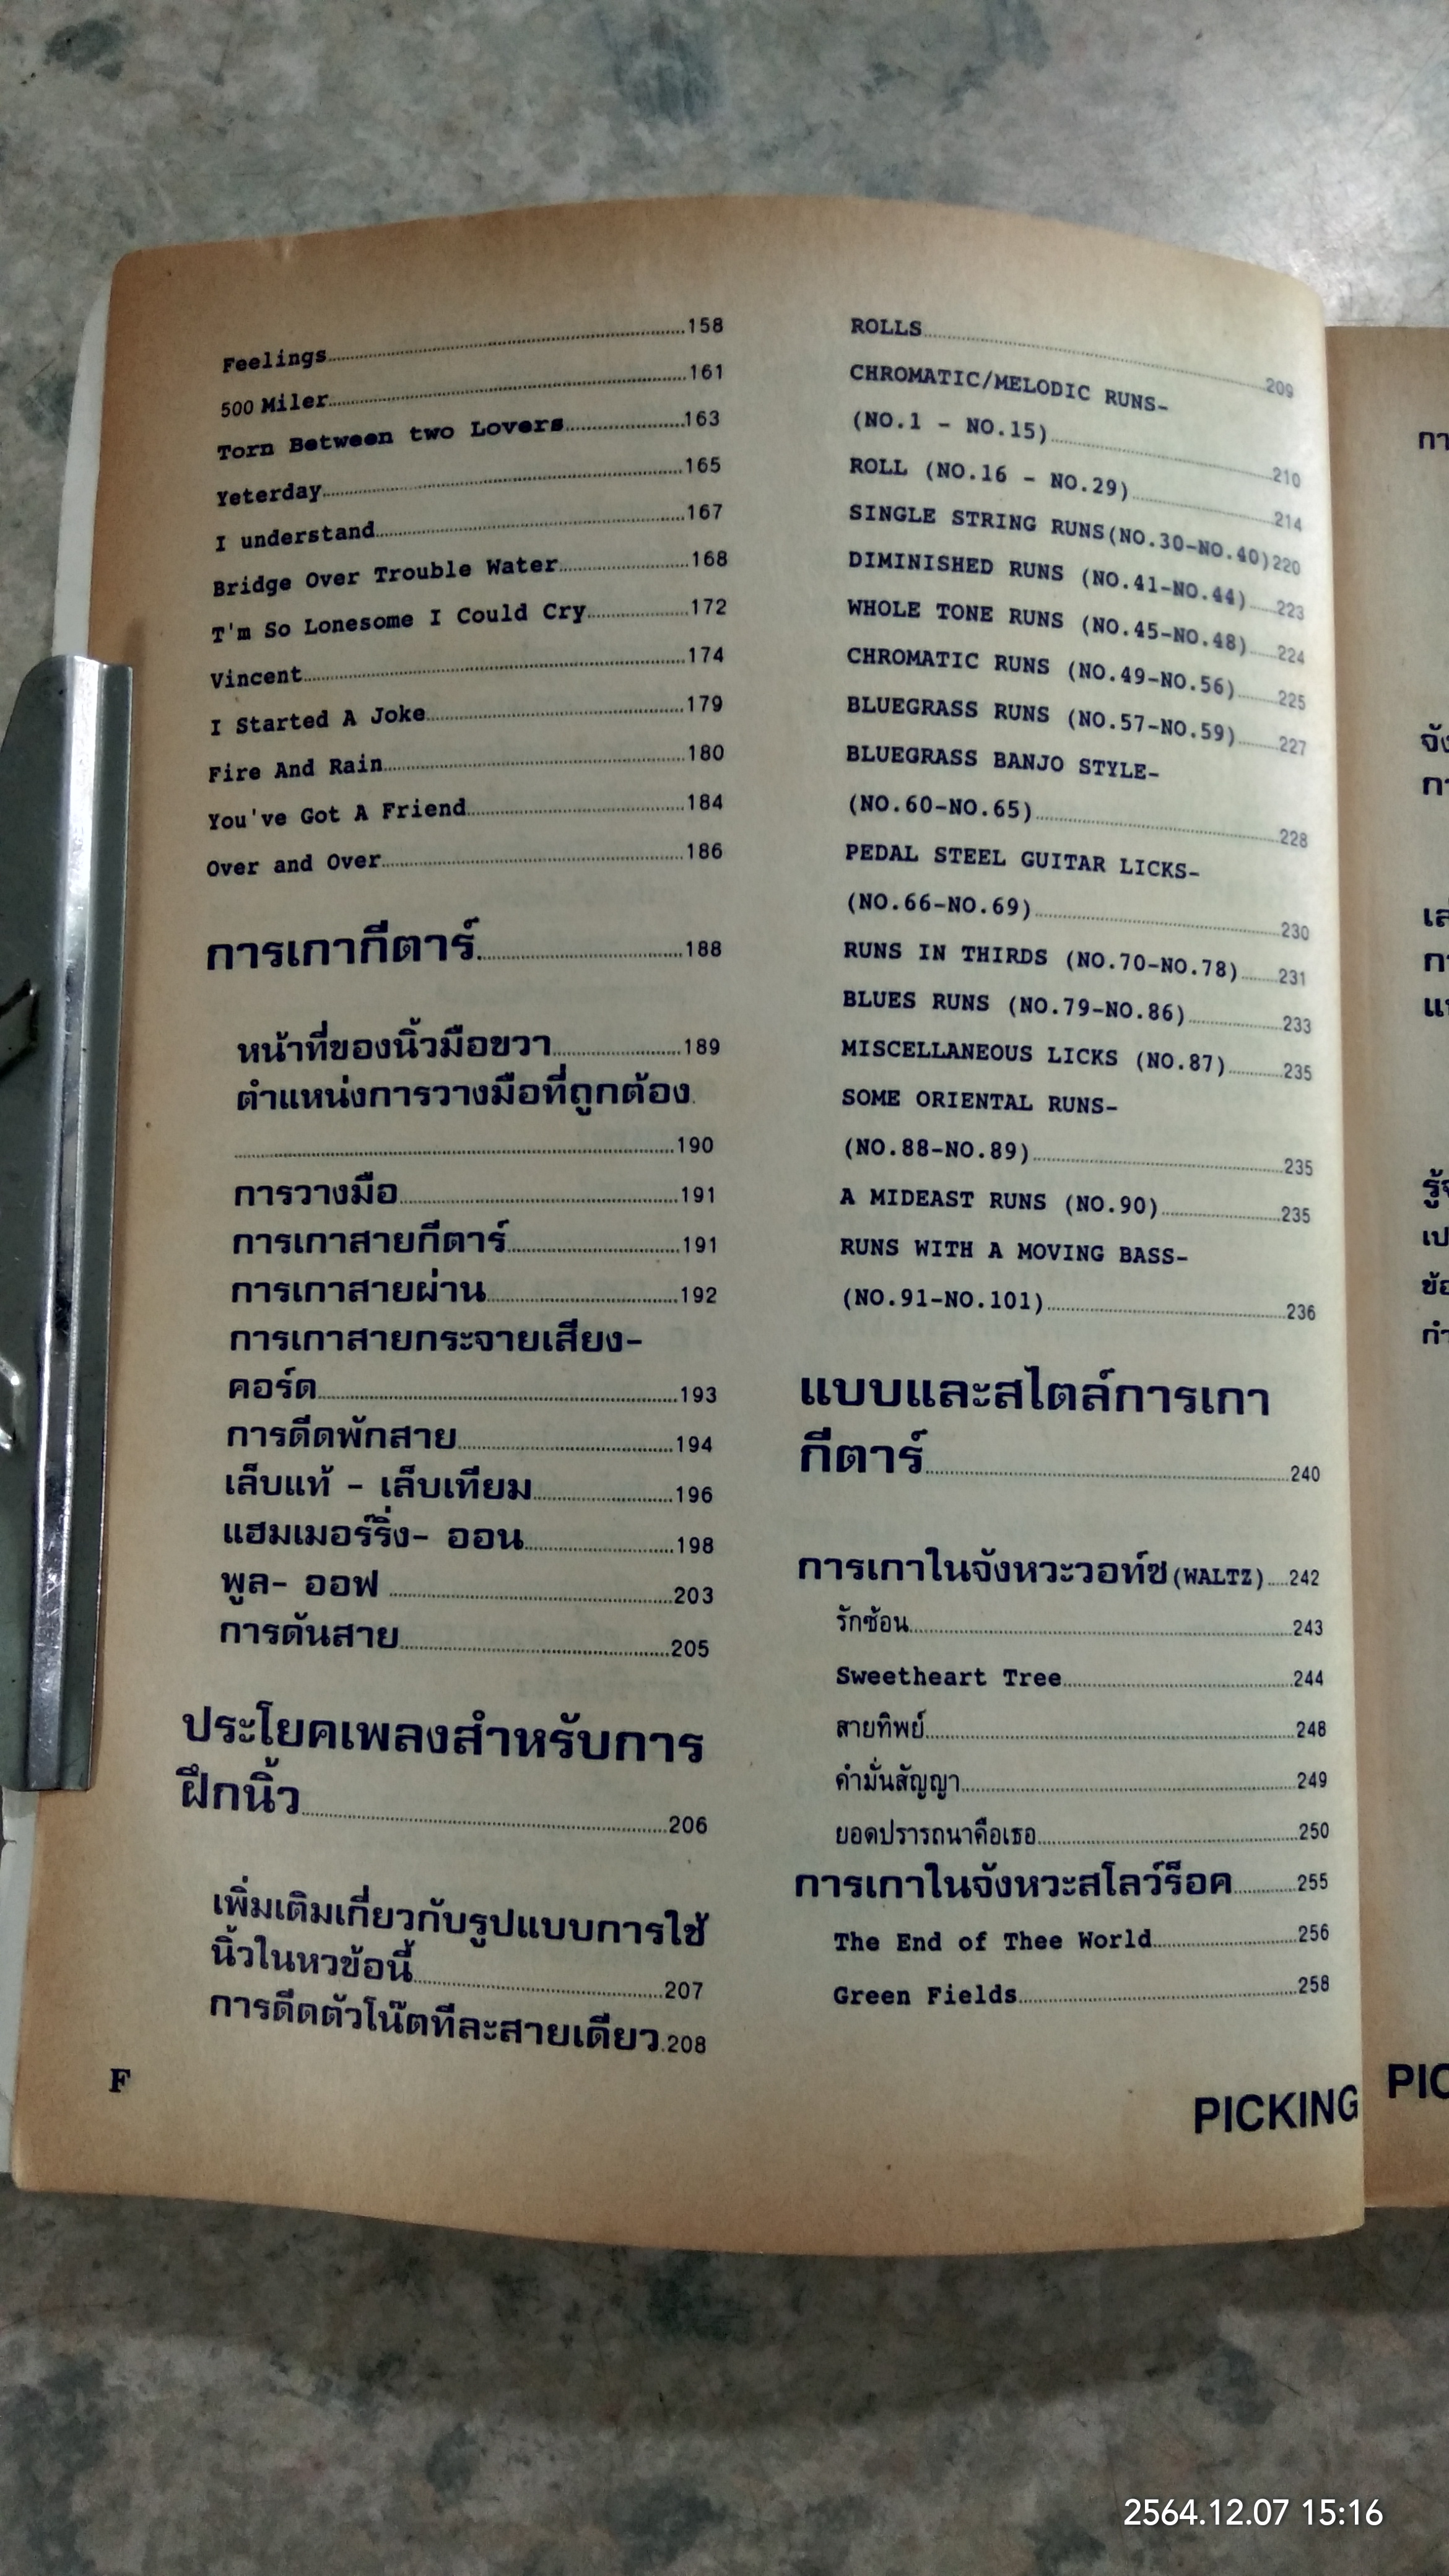 Feelings 158
500 Miler 161
Torn Between two Lovers 163
Yeterday 165
I understand 167
Bridge Over Trouble Water 168
T'm So Lonesome I Could Cry 172
Vincent 174
I Started A Joke 179
Fire And Rain 180
You've Got A Friend 184
Over and Over 186
การเกากีตาร์ 188
หน้าที่ของนิ้วมือขวา 189
ตำแหน่งการวางมือที่ถูกต้อง
190
การวางมือ 191
การเกาสายกีตาร์ 191
การเกาสายผ่าน 192
การเกาสายกระจายเสียง-
คอร์ด 193
การดีดพักสาย 194
เล็บแท้ - เล็บเทียม 196
แฮมเมอร์ริ่ง- ออน 198
พูล- ออฟ 203
การดันสาย 205
ประโยคเพลงสำหรับการ
ฝึกนิ้ว 206
เพิ่มเติมเกี่ยวกับรูปแบบการใช้
นิ้วในหวข้อนี้ 207
การดีดตัวโน๊ตทีละสายเดียว 208
F
ROLLS 209
CHROMATIC/MELODIC RUNS-
(NO.1 - NO.15) 210
ROLL (NO.16 - NO.29) 214
SINGLE STRING RUNS(NO.30-NO.40) 220
DIMINISHED RUNS (NO.41-NO.44) 223
WHOLE TONE RUNS (NO.45-NO.48) 224
CHROMATIC RUNS (NO.49-NO.56) 225
BLUEGRASS RUNS (NO.57-NO.59) 227
BLUEGRASS BANJO STYLE-
(NO.60-NO.65) 228
PEDAL STEEL GUITAR LICKS-
(NO.66-NO.69) 230
RUNS IN THIRDS (NO.70-NO.78) 231
BLUES RUNS (NO.79-NO.86) 233
MISCELLANEOUS LICKS (NO.87) 235
SOME ORIENTAL RUNS-
(NO.88-NO.89) 235
A MIDEAST RUNS (NO.90) 235
RUNS WITH A MOVING BASS-
(NO.91-NO.101) 236
แบบและสไตล์การเกา
กีตาร์ 240
การเกาในจังหวะวอท์ซ(WALTZ) 242
รักซ้อน 243
Sweetheart Tree 244
สายทิพย์ 248
คำมั่นสัญญา 249
ยอดปรารถนาคือเธอ 250
การเกาในจังหวะสโลว์ร็อค 255
The End of Thee World 256
Green Fields 258
PICKING
2564.12.07 15:16